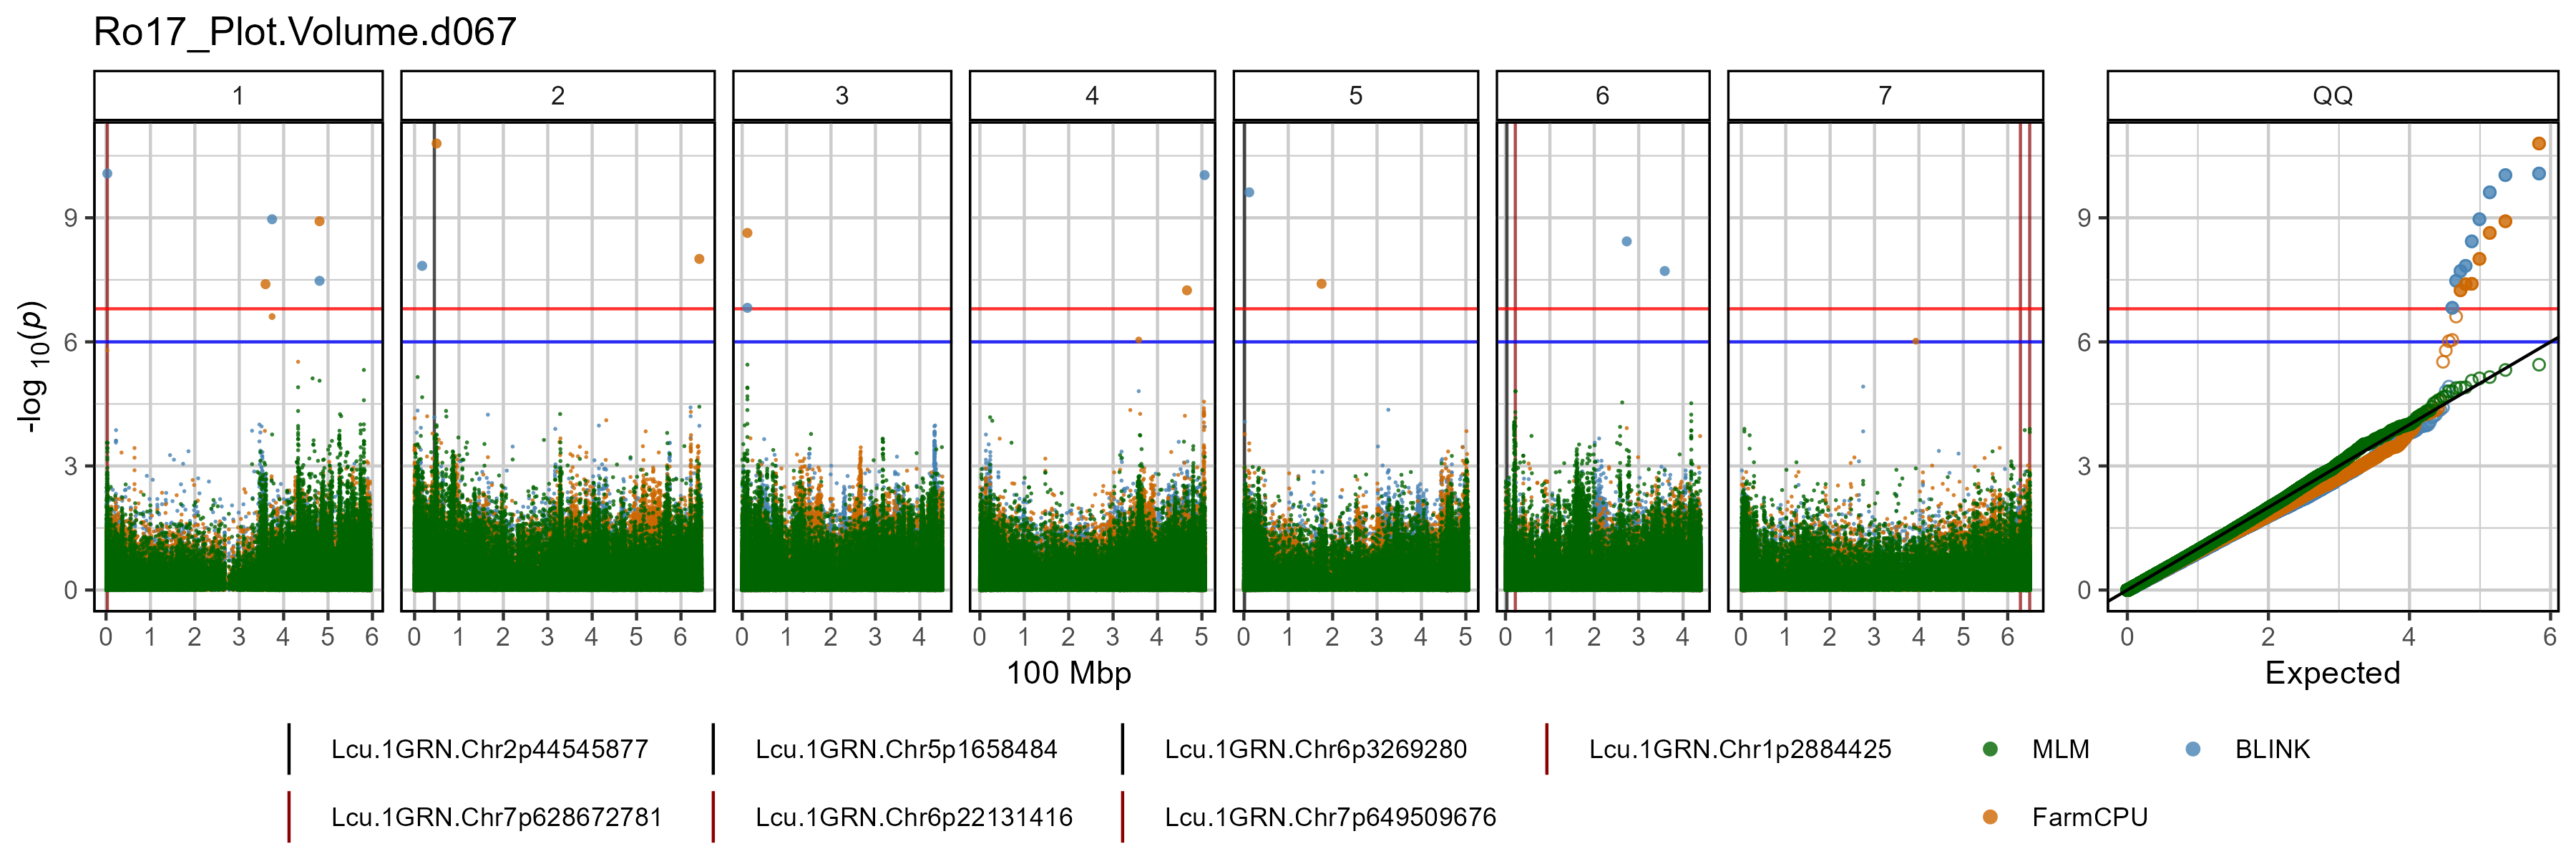 Ro17_Plot.Volume.d067
1 2 3 4 5 6 7 QQ
9 9
6 6
3 3
0 0
-log 10(p)
0 1 2 3 4 5 6 0 1 2 3 4 5 6 0 1 2 3 4 0 1 2 3 4 5 0 1 2 3 4 5 0 1 2 3 4 0 1 2 3 4 5 6 0 2 4 6
100 Mbp Expected
Lcu.1GRN.Chr2p44545877 Lcu.1GRN.Chr5p1658484 Lcu.1GRN.Chr6p3269280 Lcu.1GRN.Chr1p2884425 MLM BLINK
Lcu.1GRN.Chr7p628672781 Lcu.1GRN.Chr6p22131416 Lcu.1GRN.Chr7p649509676 FarmCPU